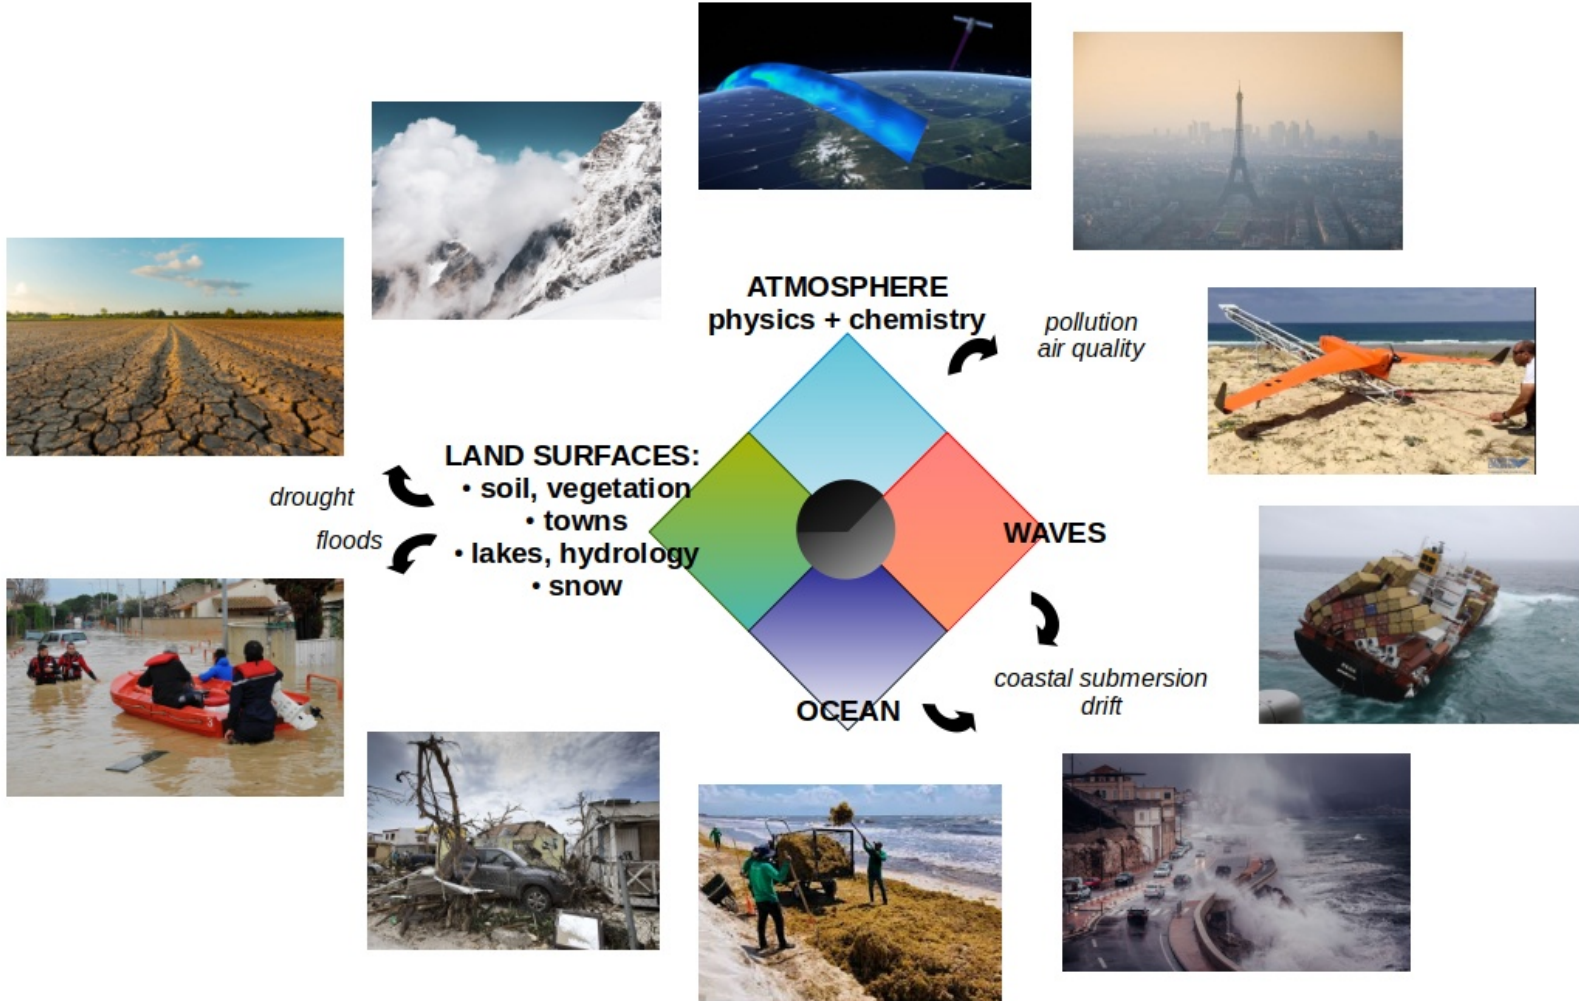 ATMOSPHERE
physics + chemistry
pollution
air quality
LAND SURFACES:
• soil, vegetation
• towns
• lakes, hydrology
• snow
drought
floods
WAVES
coastal submersion
drift
OCEAN